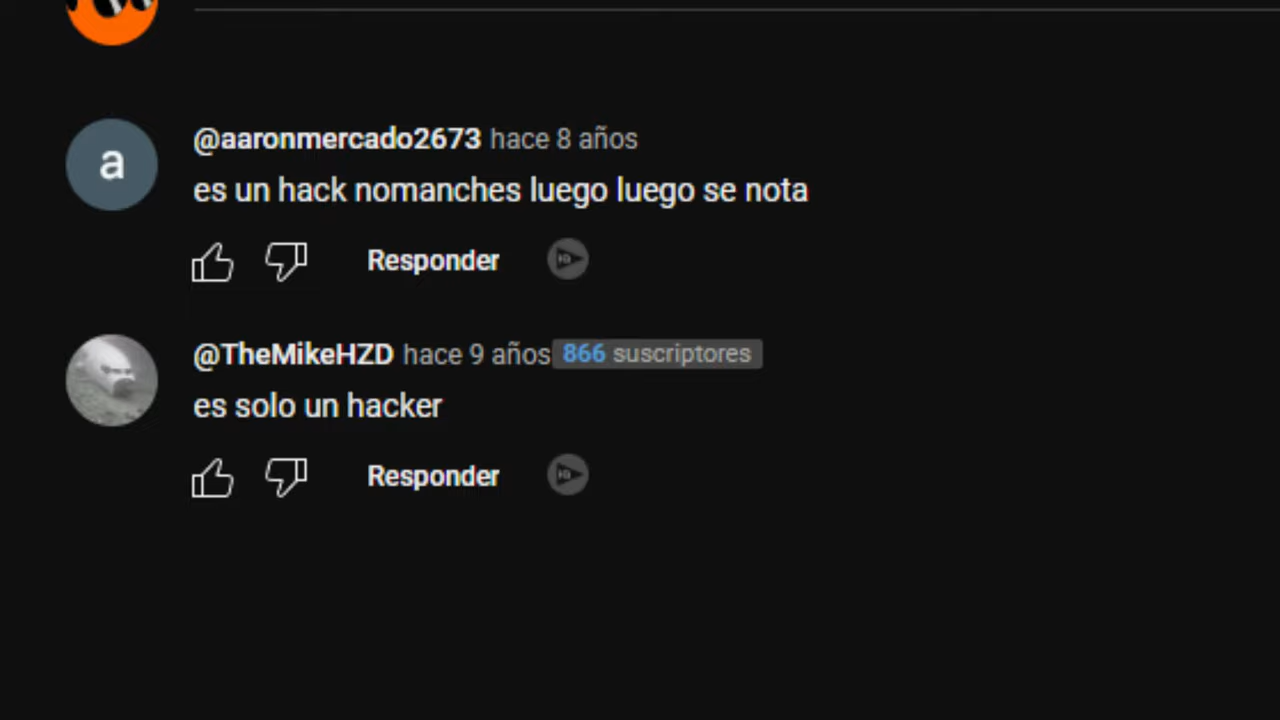 a
@aaronmercado2673 hace 8 años
es un hack nomanches luego luego se nota
Responder
@TheMikeHZD hace 9 años 866 suscriptores
es solo un hacker
Responder